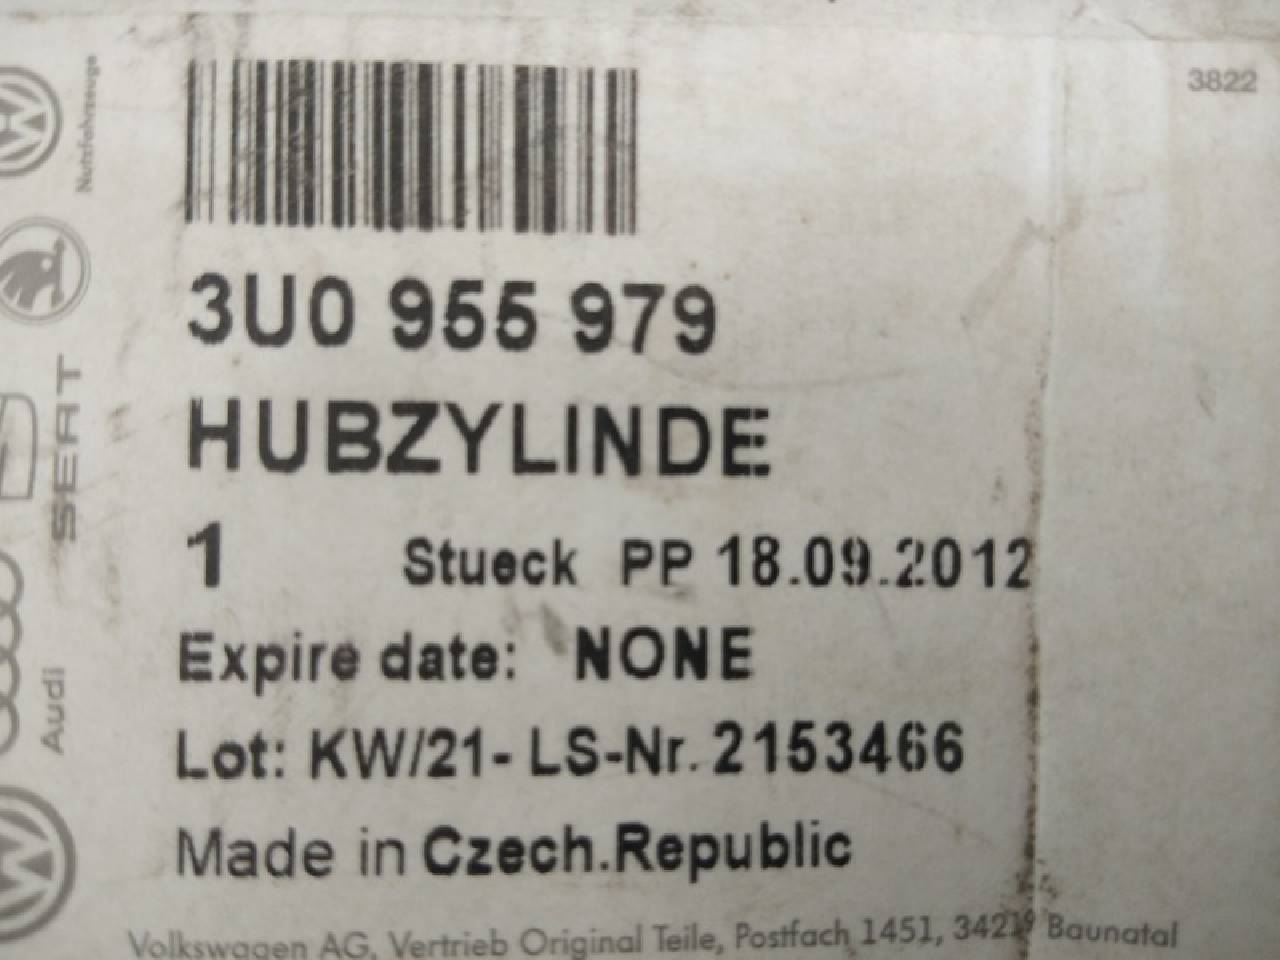 3822
Nutzfahrzeuge
3U0 955 979
HUBZYLINDE
1 Stueck PP 18.09.2012
SEAT
Expire date: NONE
Audi
Lot: KW/21- LS-Nr. 2153466
Made in Czech.Republic
Volkswagen AG, Vertrieb Original Teile, Postfach 1451, 34219 Baunatal